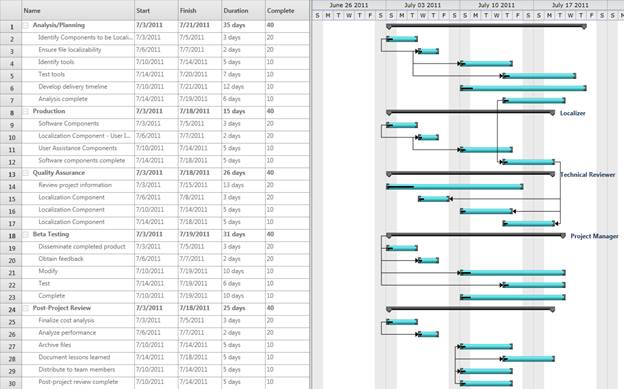 Name Start Finish Duration Complete
June 26 2011 July 03 2011 July 10 2011 July 17 2011
S M T W T F S S M T W T F S S M T W T F S S M T W T F S
1 Analysis/Planning 7/3/2011 7/21/2011 35 days 40
2 Identify Components to be Locali... 7/3/2011 7/5/2011 3 days 20
3 Ensure file localizability 7/6/2011 7/7/2011 2 days 20
4 Identify tools 7/10/2011 7/14/2011 5 days 10
5 Test tools 7/14/2011 7/20/2011 7 days 10
6 Develop delivery timeline 7/10/2011 7/21/2011 12 days 10
7 Analysis complete 7/14/2011 7/19/2011 6 days 10
8 Production 7/3/2011 7/18/2011 15 days 40 Localizer
9 Software Components 7/3/2011 7/5/2011 3 days 20
10 Localization Component - User I... 7/6/2011 7/7/2011 2 days 20
11 User Assistance Components 7/10/2011 7/14/2011 5 days 10
12 Software components complete 7/14/2011 7/18/2011 5 days 10
13 Quality Assurance 7/3/2011 7/18/2011 26 days 40 Technical Reviewer
14 Review project information 7/3/2011 7/15/2011 13 days 20
15 Localization Component 7/6/2011 7/8/2011 3 days 20
16 Localization Component 7/10/2011 7/14/2011 5 days 10
17 Localization Component 7/14/2011 7/18/2011 5 days 10
18 Beta Testing 7/3/2011 7/19/2011 31 days 40 Project Manager
19 Disseminate completed product 7/3/2011 7/5/2011 3 days 20
20 Obtain feedback 7/6/2011 7/7/2011 2 days 20
21 Modify 7/10/2011 7/19/2011 10 days 10
22 Test 7/14/2011 7/19/2011 6 days 10
23 Complete 7/10/2011 7/19/2011 10 days 10
24 Post-Project Review 7/3/2011 7/18/2011 25 days 40
25 Finalize cost analysis 7/3/2011 7/5/2011 3 days 20
26 Analyze performance 7/6/2011 7/7/2011 2 days 20
27 Archive files 7/10/2011 7/14/2011 5 days 10
28 Document lessons learned 7/14/2011 7/18/2011 5 days 10
29 Distribute to team members 7/10/2011 7/14/2011 5 days 10
30 Post-project review complete 7/10/2011 7/14/2011 5 days 10